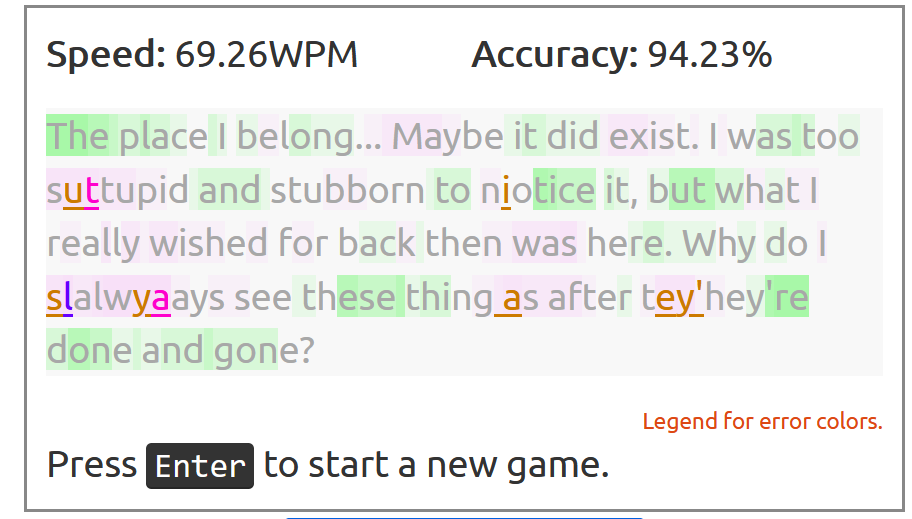 Speed: 69.26WPM Accuracy: 94.23%
The place I belong... Maybe it did exist. I was too
suttupid and stubborn to niotice it, but what I
really wished for back then was here. Why do I
slalwyaays see these thing as after tey'hey're
done and gone?
Legend for error colors.
Press Enter to start a new game.